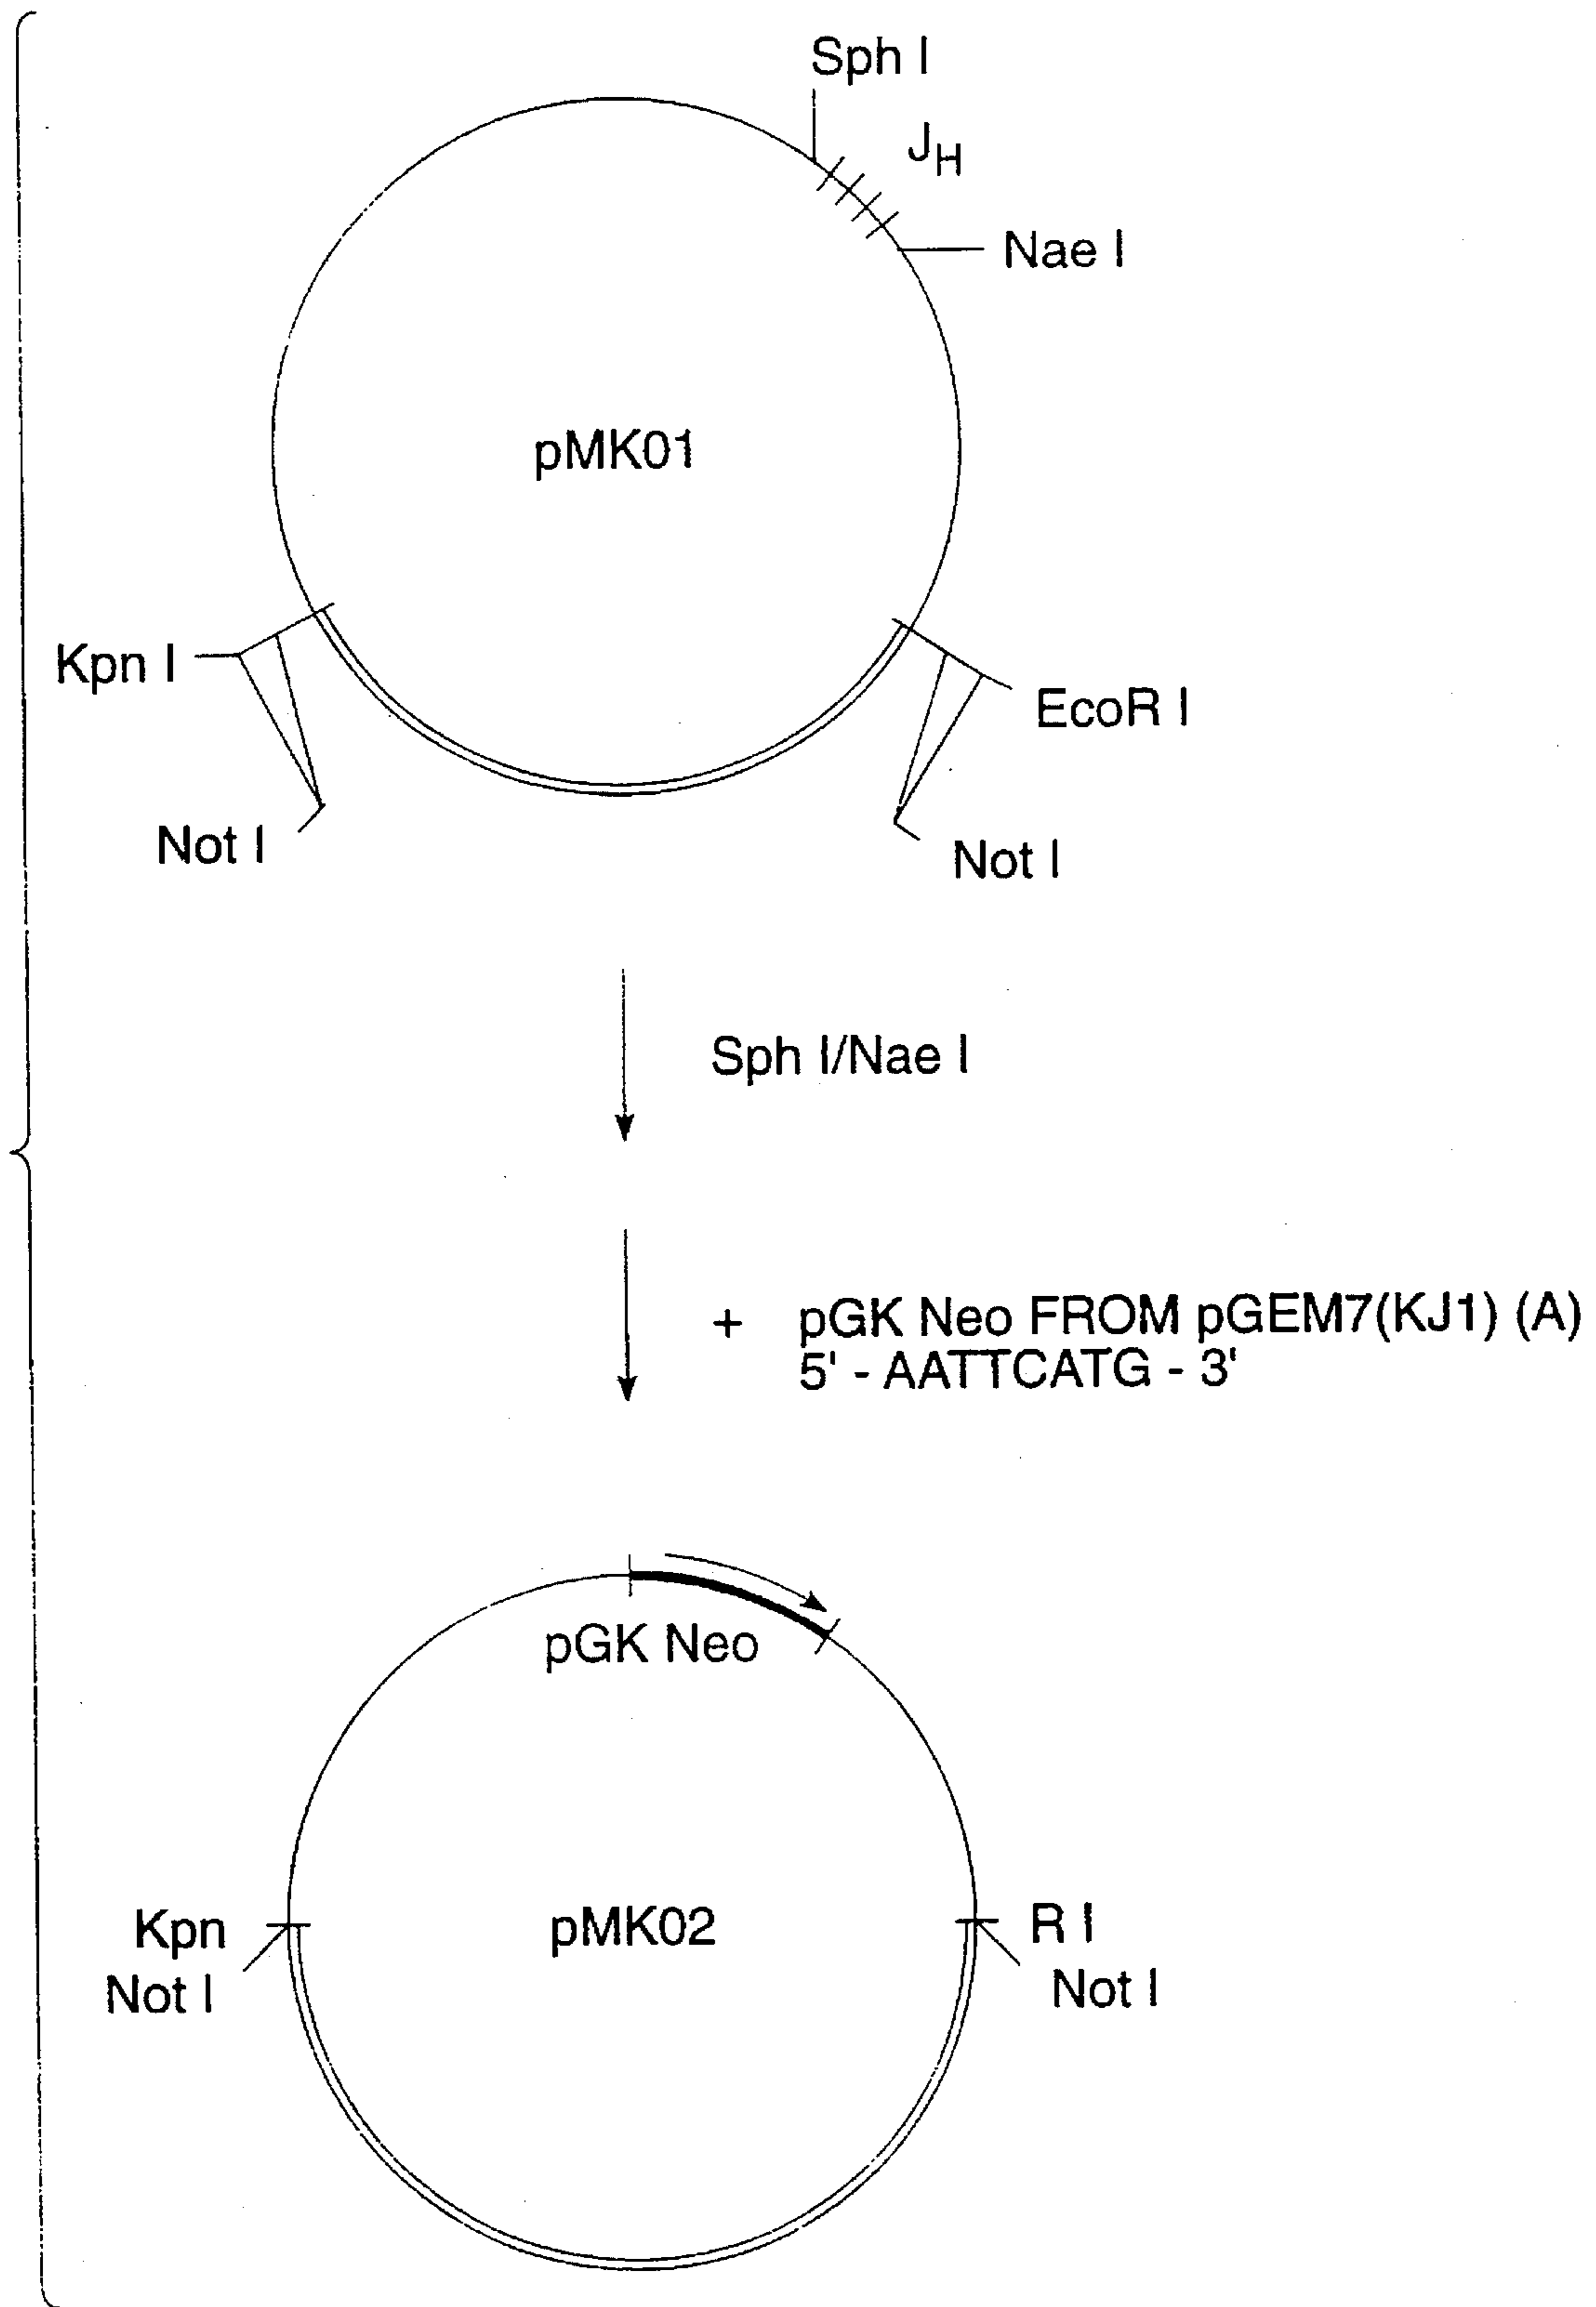 Sph I
JH
Nae I
pMK01
Kpn I
EcoR I
Not I
Not I
Sph I/Nae I
+ pGK Neo FROM pGEM7(KJ1) (A)
5' - AATTCATG - 3'
pGK Neo
Kpn
pMK02
R I
Not I
Not I